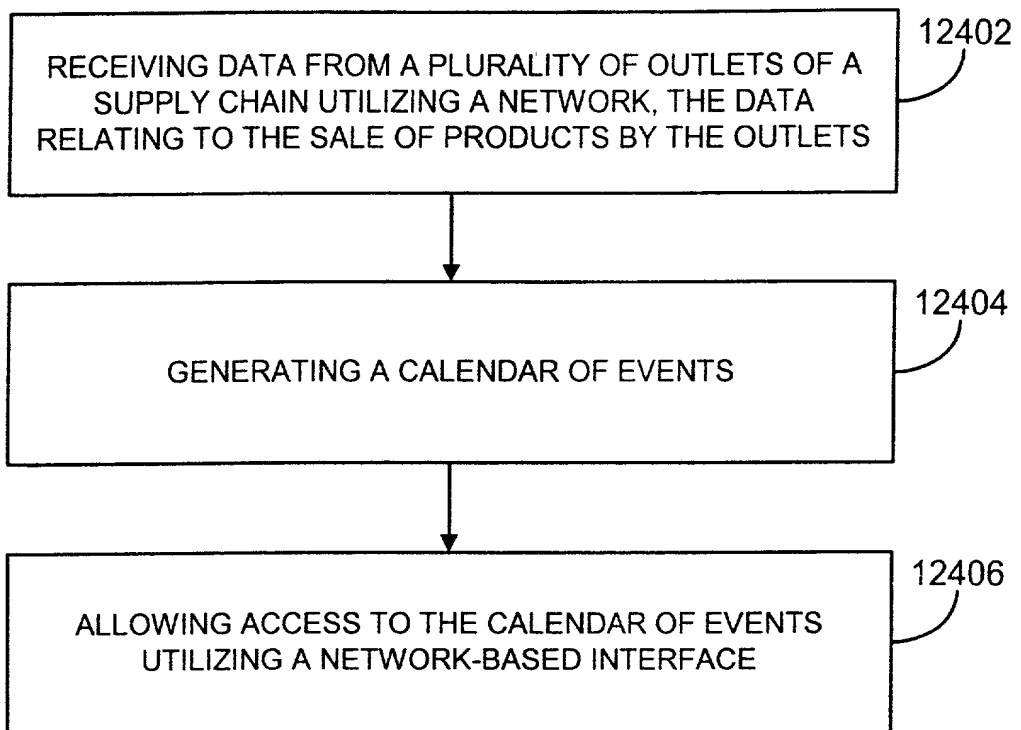 12402
RECEIVING DATA FROM A PLURALITY OF OUTLETS OF A
SUPPLY CHAIN UTILIZING A NETWORK, THE DATA
RELATING TO THE SALE OF PRODUCTS BY THE OUTLETS
12404
GENERATING A CALENDAR OF EVENTS
12406
ALLOWING ACCESS TO THE CALENDAR OF EVENTS
UTILIZING A NETWORK-BASED INTERFACE